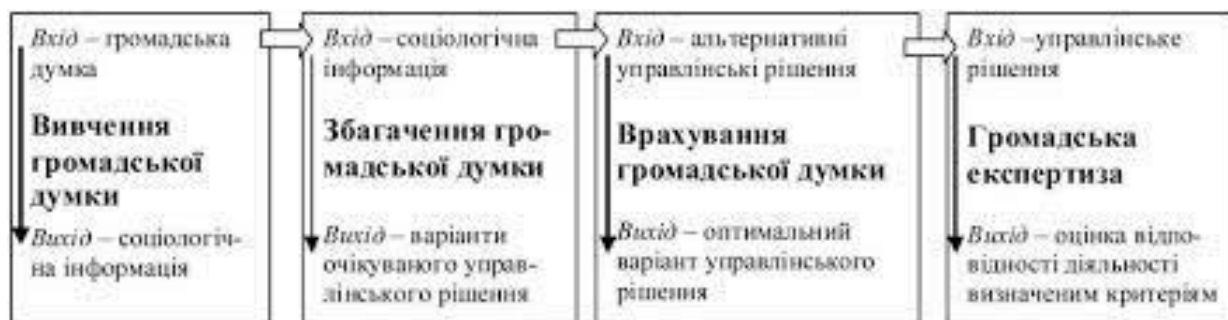 Вхід – громадська
думка
Вивчення
громадської
думки
Вихід – соціологіч-
на інформація
Вхід – соціологічна
інформація
Збагачення гро-
мадської думки
Вихід – варіанти
очікуваного управ-
лінського рішення
Вхід – альтернативні
управлінські рішення
Врахування
громадської думки
Вихід – оптимальний
варіант управлінського
рішення
Вхід –управлінське
рішення
Громадська
експертиза
Вихід – оцінка відпо-
відності діяльності
визначеним критеріям